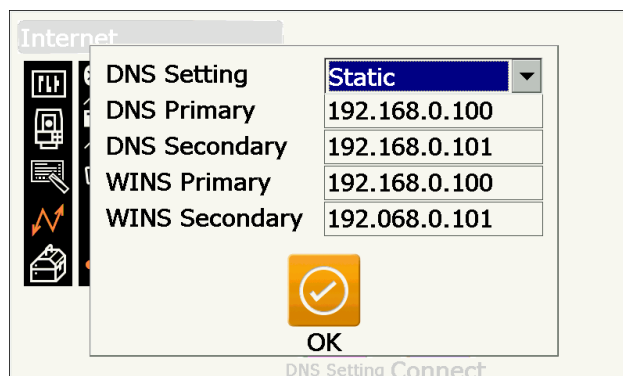 Internet
DNS Setting Static
DNS Primary 192.168.0.100
DNS Secondary 192.168.0.101
WINS Primary 192.168.0.100
WINS Secondary 192.068.0.101
OK
DNS Setting Connect